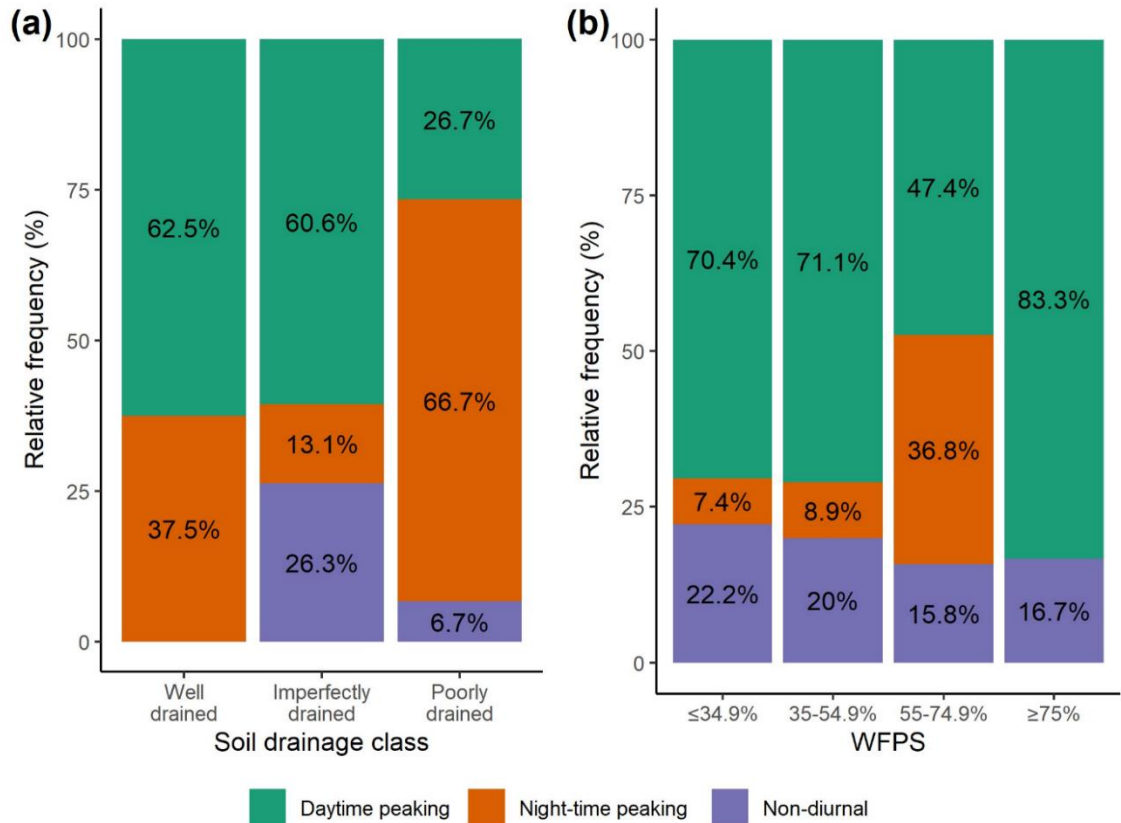 (a)
Relative frequency (%)
100
75
50
25
0
62.5%
37.5%
60.6%
13.1%
26.3%
26.7%
66.7%
6.7%
Well
drained
Imperfectly
drained
Poorly
drained
Soil drainage class
(b)
Relative frequency (%)
100
75
50
25
0
70.4%
7.4%
22.2%
71.1%
8.9%
20%
47.4%
36.8%
15.8%
83.3%
16.7%
≤34.9%
35-54.9%
55-74.9%
≥75%
WFPS
Daytime peaking
Night-time peaking
Non-diurnal